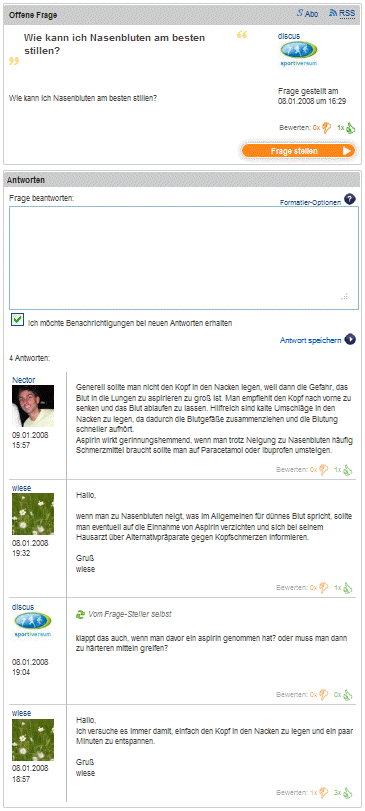 Offene Frage
Abo
RSS
Wie kann ich Nasenbluten am besten
stillen?
discus
sportiversum
Wie kann ich Nasenbluten am besten stillen?
Frage gestellt am
08.01.2008 um 16:29
Bewerten: 0x 1x
Frage stellen
Antworten
Frage beantworten:
Formatier-Optionen ?
Ich möchte Benachrichtigungen bei neuen Antworten erhalten
Antwort speichern
4 Antworten:
Nector
09.01.2008
15:57
Generell sollte man nicht den Kopf in den Nacken legen, weil dann die Gefahr, das
Blut in die Lungen zu aspirieren zu groß ist. Man empfiehlt den Kopf nach vorne zu
senken und das Blut ablaufen zu lassen. Hilfreich sind kalte Umschläge in den
Nacken zu legen, da dadurch die Blutgefäße zusammenziehen und die Blutung
schneller aufhört.
Aspirin wirkt gerinnungshemmend, wenn man trotz Neigung zu Nasenbluten häufig
Schmerzmittel braucht sollte man auf Paracetamol oder Ibuprofen umsteigen.
Bewerten: 0x 1x
wiese
08.01.2008
19:32
Hallo,
wenn man zu Nasenbluten neigt, was im Allgemeinen für dünnes Blut spricht, sollte
man eventuell auf die Einnahme von Aspirin verzichten und sich bei seinem
Hausarzt über Alternativpräparate gegen Kopfschmerzen informieren.
Gruß
wiese
Bewerten: 0x 1x
discus
sportiversum
08.01.2008
19:04
Vom Frage-Steller selbst
klappt das auch, wenn man davor ein aspirin genommen hat? oder muss man dann
zu härteren mitteln greifen?
Bewerten: 0x 0x
wiese
08.01.2008
18:57
Hallo,
Ich versuche es immer damit, einfach den Kopf in den Nacken zu legen und ein paar
Minuten zu entspannen.
Gruß
wiese
Bewerten: 1x 3x